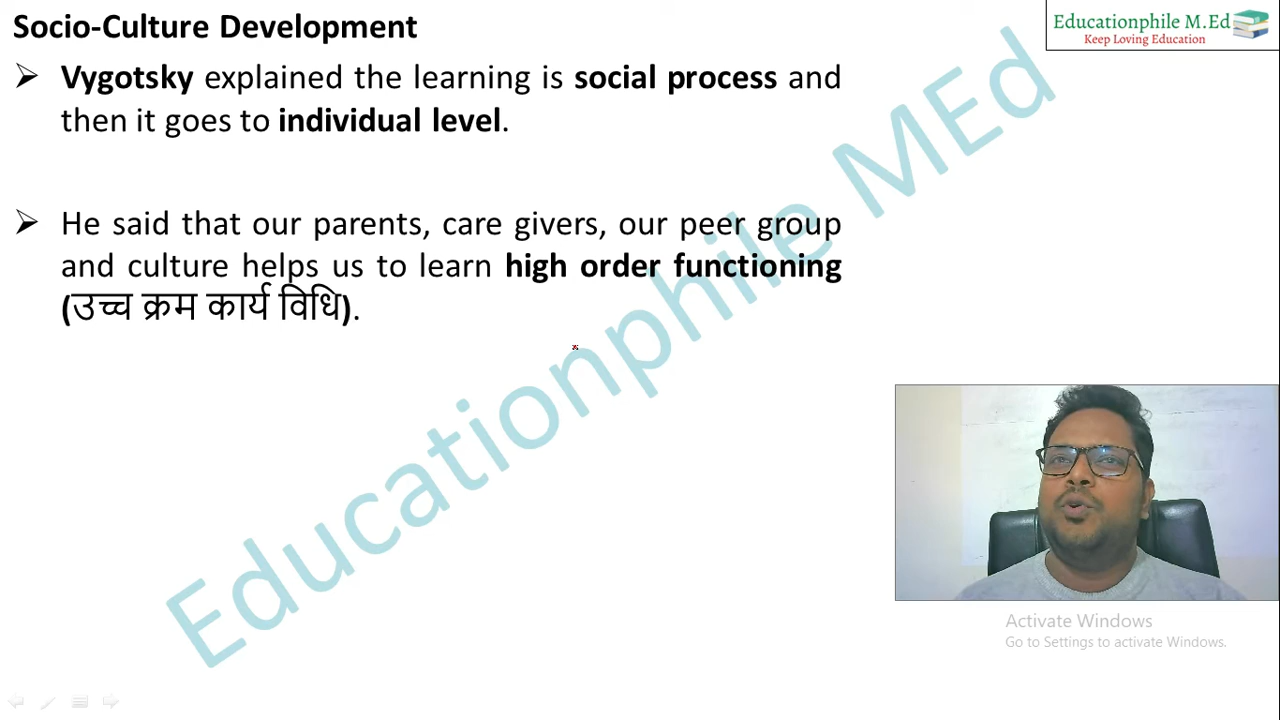 Socio-Culture Development
Educationphile M.Ed
Keep Loving Education
➢ Vygotsky explained the learning is social process and
then it goes to individual level.
➢ He said that our parents, care givers, our peer group
and culture helps us to learn high order functioning
(उच्च क्रम कार्य विधि).
Educationphile MEd
Activate Windows
Go to Settings to activate Windows.